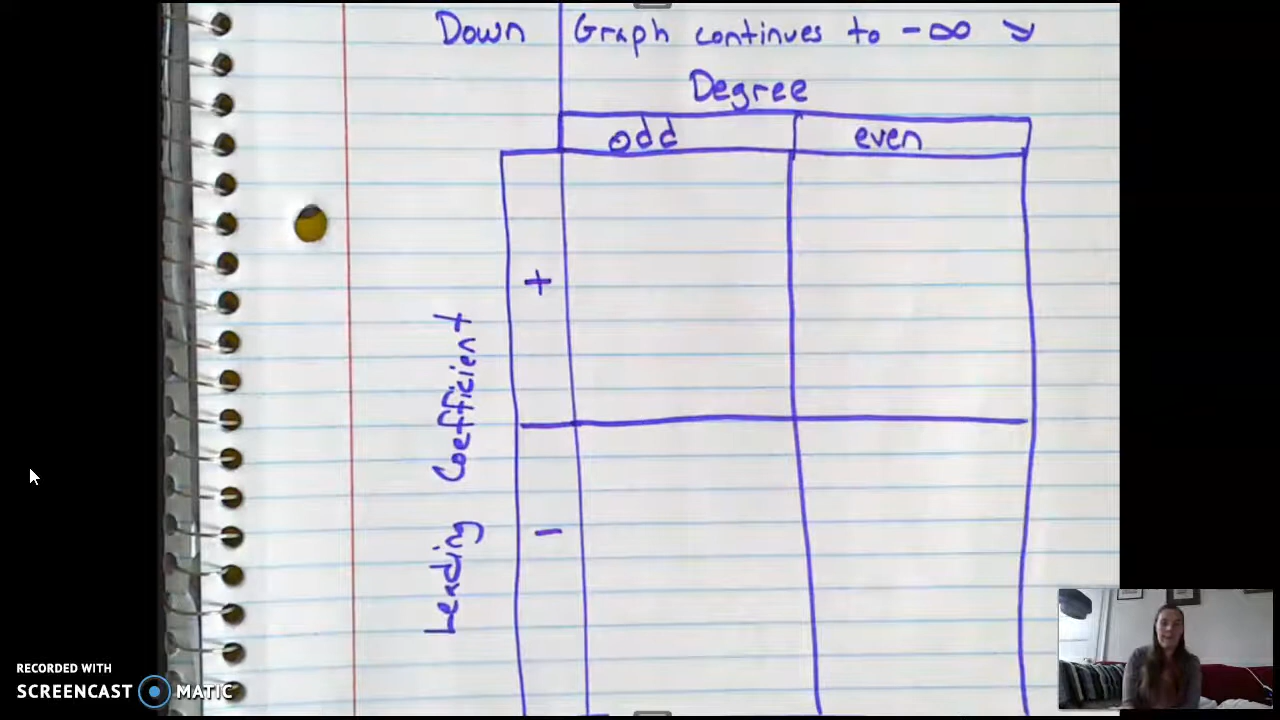 Down Graph continues to -∞ ↘
Degree
odd even
+
Leading Coefficient
-
RECORDED WITH
SCREENCAST MATIC